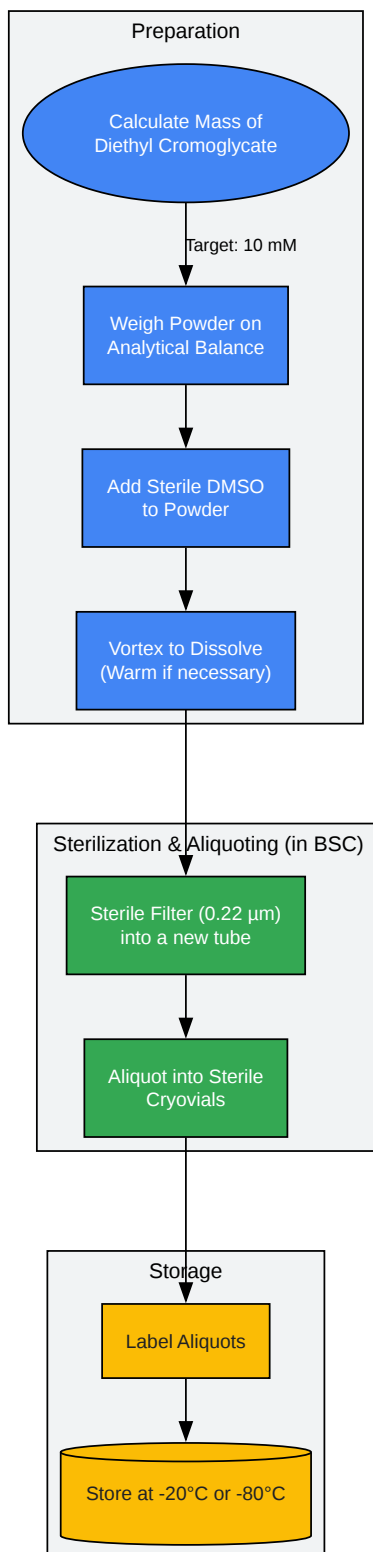 Preparation
Calculate Mass of
Diethyl Cromoglycate
Target: 10 mM
Weigh Powder on
Analytical Balance
Add Sterile DMSO
to Powder
Vortex to Dissolve
(Warm if necessary)
Sterilization & Aliquoting (in BSC)
Sterile Filter (0.22 µm)
into a new tube
Aliquot into Sterile
Cryovials
Storage
Label Aliquots
Store at -20°C or -80°C